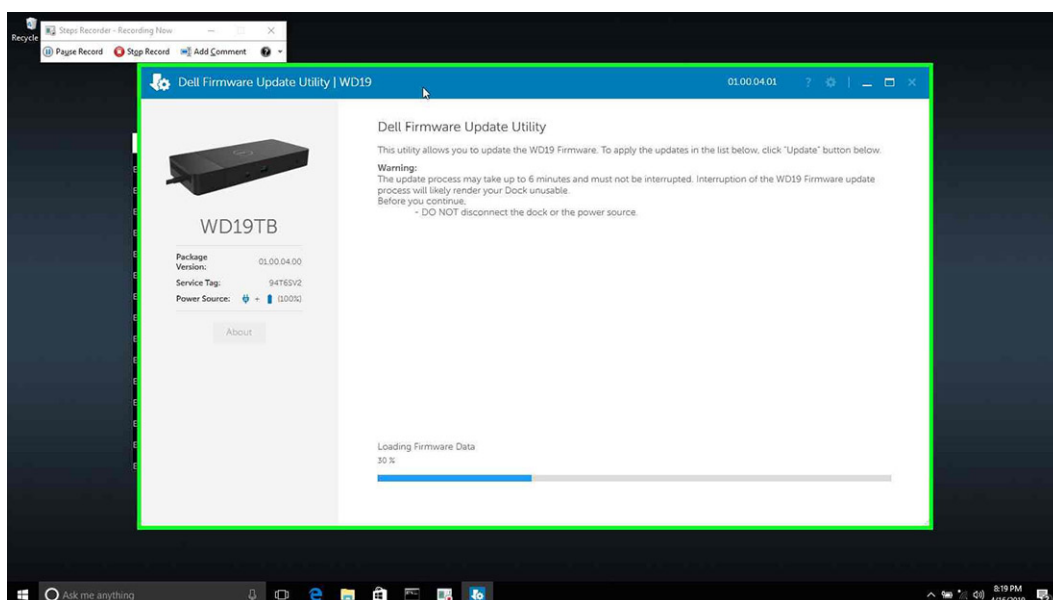 Recycle
Steps Recorder - Recording Now
Pause Record Stop Record Add Comment
Dell Firmware Update Utility | WD19 01.00.04.01
Dell Firmware Update Utility
This utility allows you to update the WD19 Firmware. To apply the updates in the list below, click "Update" button below.
Warning:
The update process may take up to 6 minutes and must not be interrupted. Interruption of the WD19 Firmware update
process will likely render your Dock unusable.
Before you continue,
- DO NOT disconnect the dock or the power source.
WD19TB
Package
Version: 01.00.04.00
Service Tag: 94T6SV2
Power Source: + (100%)
About
Loading Firmware Data
30 %
Ask me anything
8:19 PM